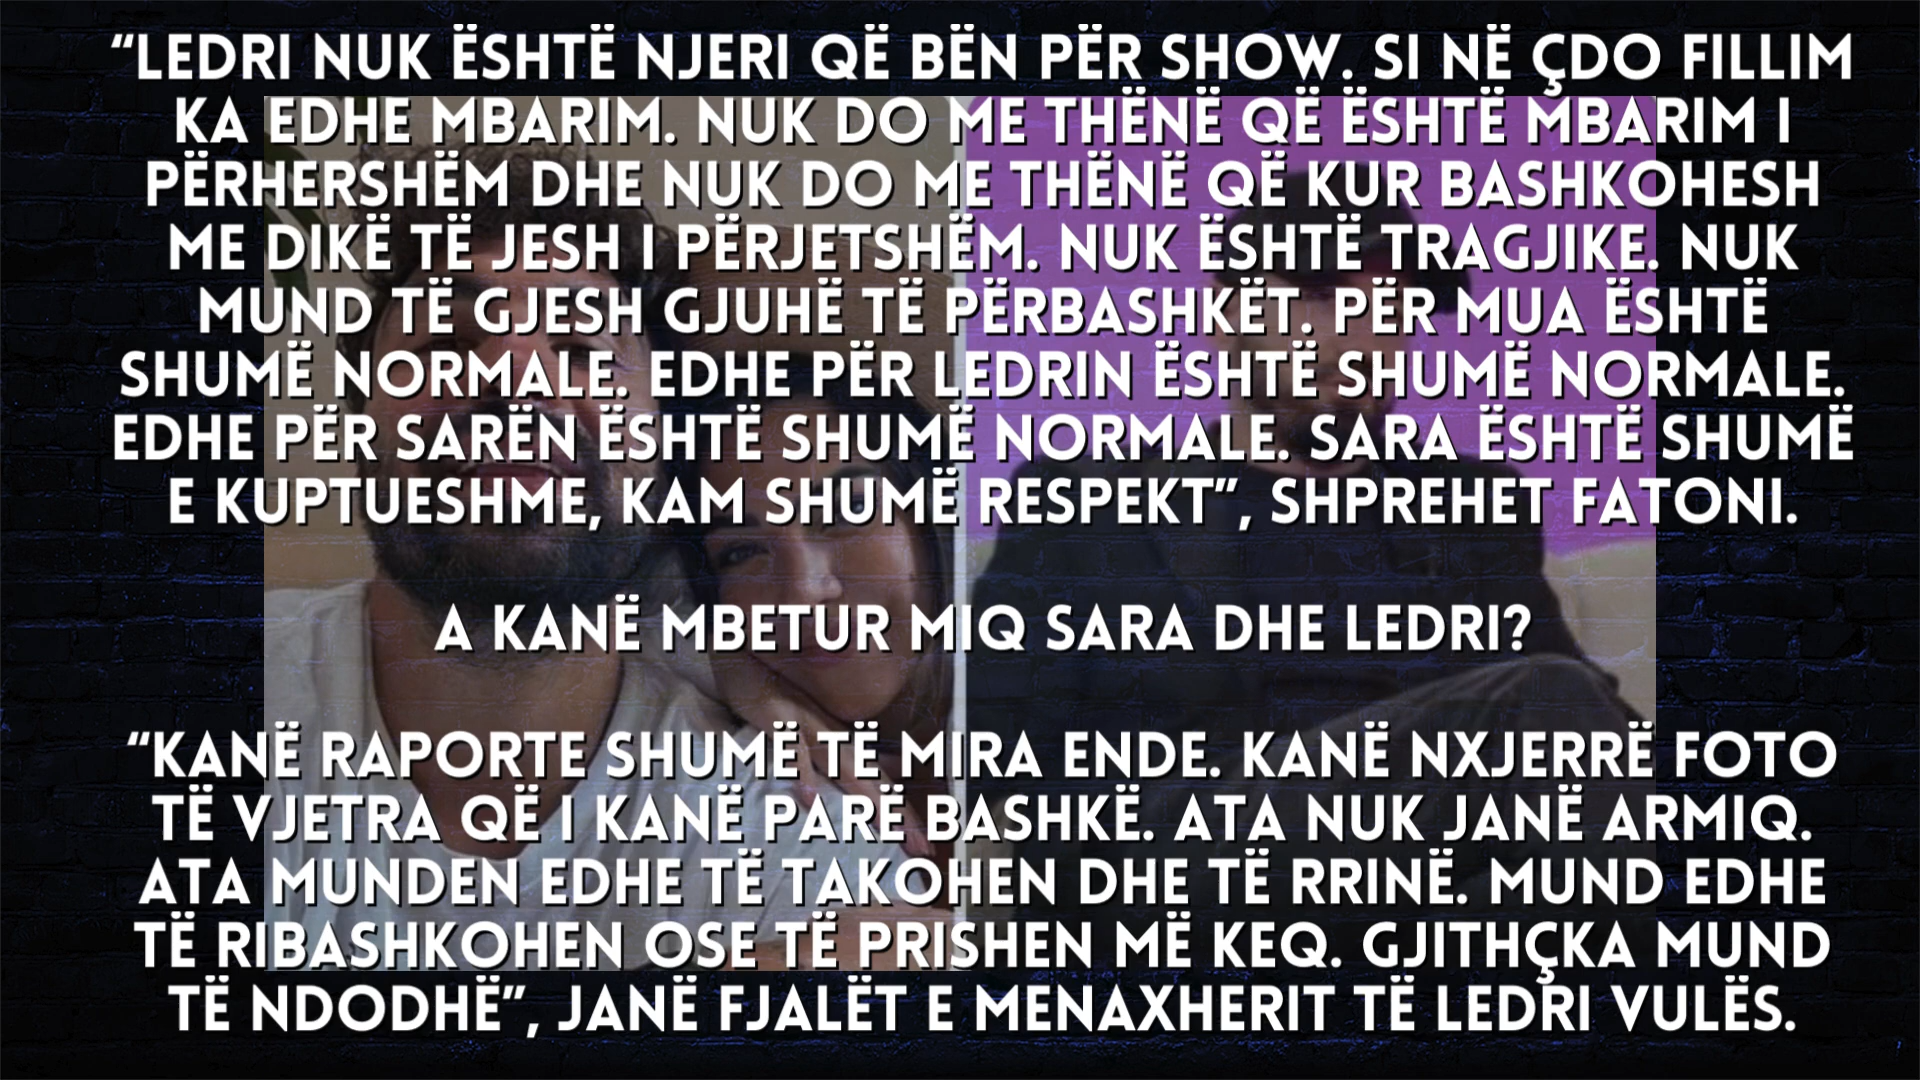 “LEDRI NUK ËSHTË NJERI QË BËN PËR SHOW. SI NË ÇDO FILLIM
KA EDHE MBARIM. NUK DO ME THËNË QË ËSHTË MBARIM I
PËRHERSHËM DHE NUK DO ME THËNË QË KUR BASHKOHESH
ME DIKË TË JESH I PËRJETSHËM. NUK ËSHTË TRAGJIKE. NUK
MUND TË GJESH GJUHË TË PËRBASHKËT. PËR MUA ËSHTË
SHUMË NORMALE. EDHE PËR LEDRIN ËSHTË SHUMË NORMALE.
EDHE PËR SARËN ËSHTË SHUMË NORMALE. SARA ËSHTË SHUMË
E KUPTUESHME, KAM SHUMË RESPEKT”, SHPREHET FATONI.
A KANË MBETUR MIQ SARA DHE LEDRI?
“KANË RAPORTE SHUMË TË MIRA ENDE. KANË NXJERRË FOTO
TË VJETRA QË I KANË PARË BASHKË. ATA NUK JANË ARMIQ.
ATA MUNDEN EDHE TË TAKOHEN DHE TË RRINË. MUND EDHE
TË RIBASHKOHEN OSE TË PRISHEN MË KEQ. GJITHÇKA MUND
TË NDODHË”, JANË FJALËT E MENAXHERIT TË LEDRI VULËS.